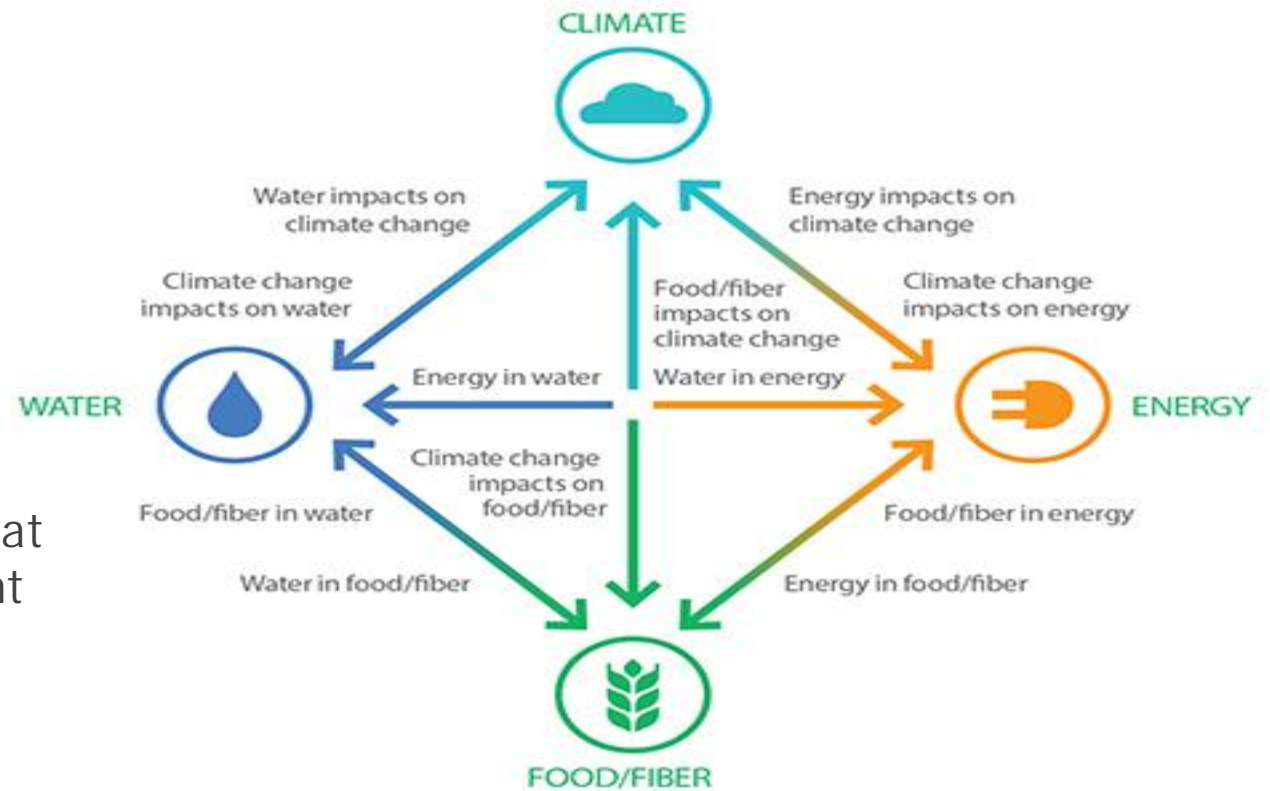 CLIMATE
Water impacts on
climate change
Energy impacts on
climate change
Climate change
impacts on water
Food/fiber
impacts on
climate change
Climate change
impacts on energy
WATER
Energy in water
Water in energy
ENERGY
Climate change
impacts on
food/fiber
Food/fiber in water
Food/fiber in energy
at
Water in food/fiber
Energy in food/fiber
FOOD/FIBER